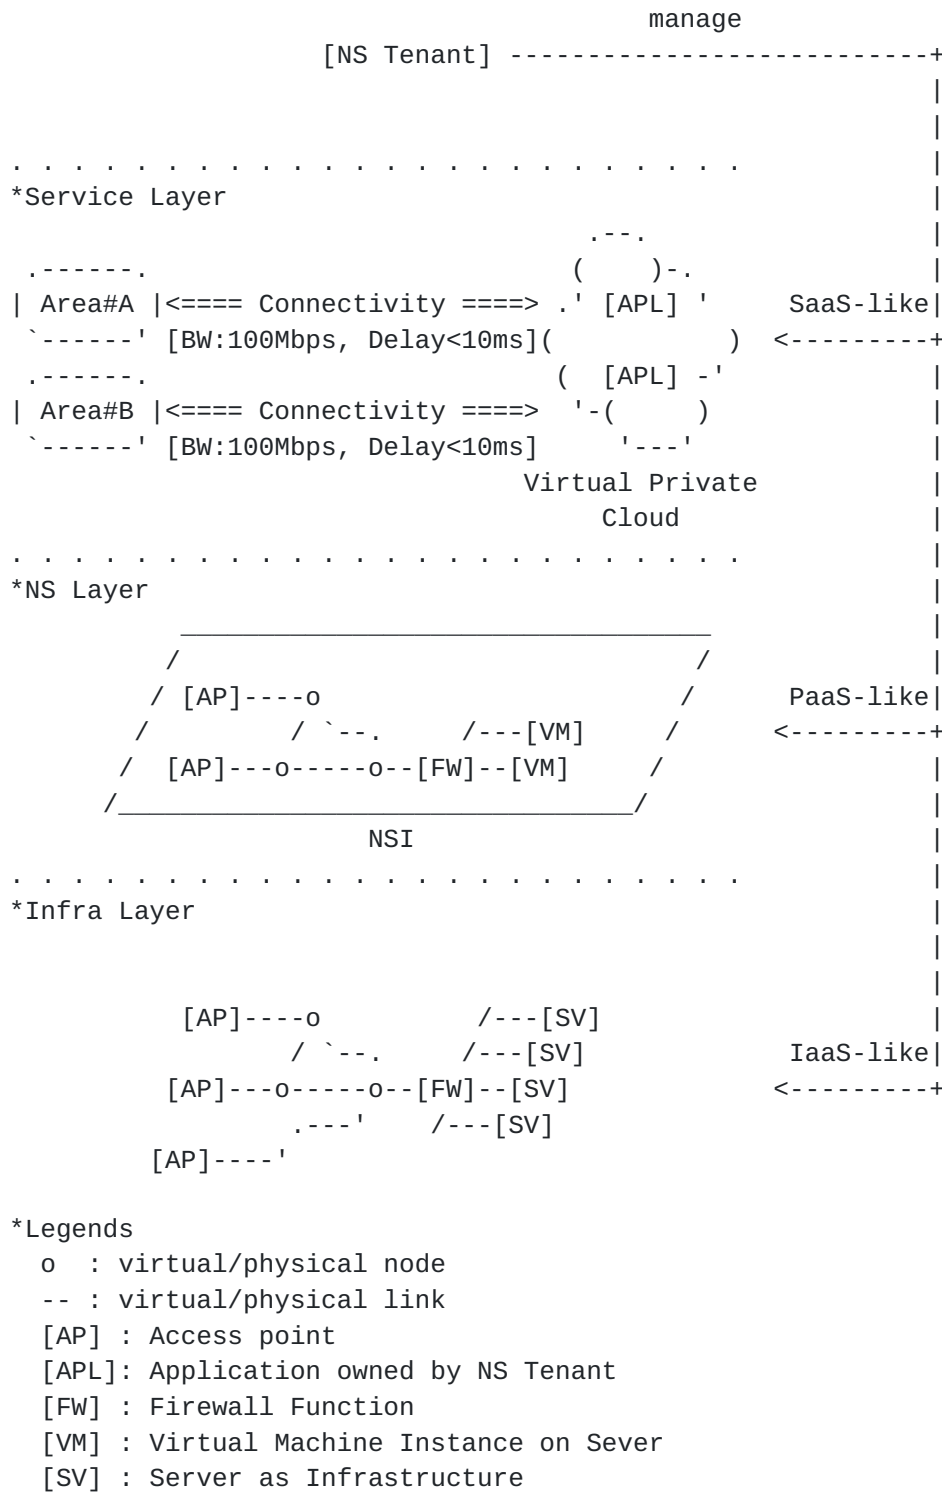 manage
                    [NS Tenant] ---------------------------+
                                                           |
                                                           |
. . . . . . . . . . . . . . . . . . . . . . . .            |
*Service Layer                                             |
                                     .--.                  |
 .------.                           (    )-.               |
| Area#A |<==== Connectivity ====> .' [APL] '     SaaS-like|
 `------' [BW:100Mbps, Delay<10ms](           )  <---------+
 .------.                          (  [APL] -'             |
| Area#B |<==== Connectivity ====>  '-(     )              |
 `------' [BW:100Mbps, Delay<10ms]     '---'               |
                                 Virtual Private           |
                                      Cloud                |
. . . . . . . . . . . . . . . . . . . . . . . .            |
*NS Layer                                                  |
           __________________________________              |
          /                                 /              |
         / [AP]----o                       /      PaaS-like|
        /         / `--.     /---[VM]     /      <---------+
       /  [AP]---o-----o--[FW]--[VM]     /                 |
      /_________________________________/                  |
                       NSI                                 |
. . . . . . . . . . . . . . . . . . . . . . . .            |
*Infra Layer                                               |
                                                           |
                                                           |
           [AP]----o          /---[SV]                     |
                  / `--.     /---[SV]             IaaS-like|
          [AP]---o-----o--[FW]--[SV]             <---------+
                  .---'    /---[SV]
         [AP]----'

*Legends
  o  : virtual/physical node
  -- : virtual/physical link
  [AP] : Access point
  [APL]: Application owned by NS Tenant
  [FW] : Firewall Function
  [VM] : Virtual Machine Instance on Sever
  [SV] : Server as Infrastructure